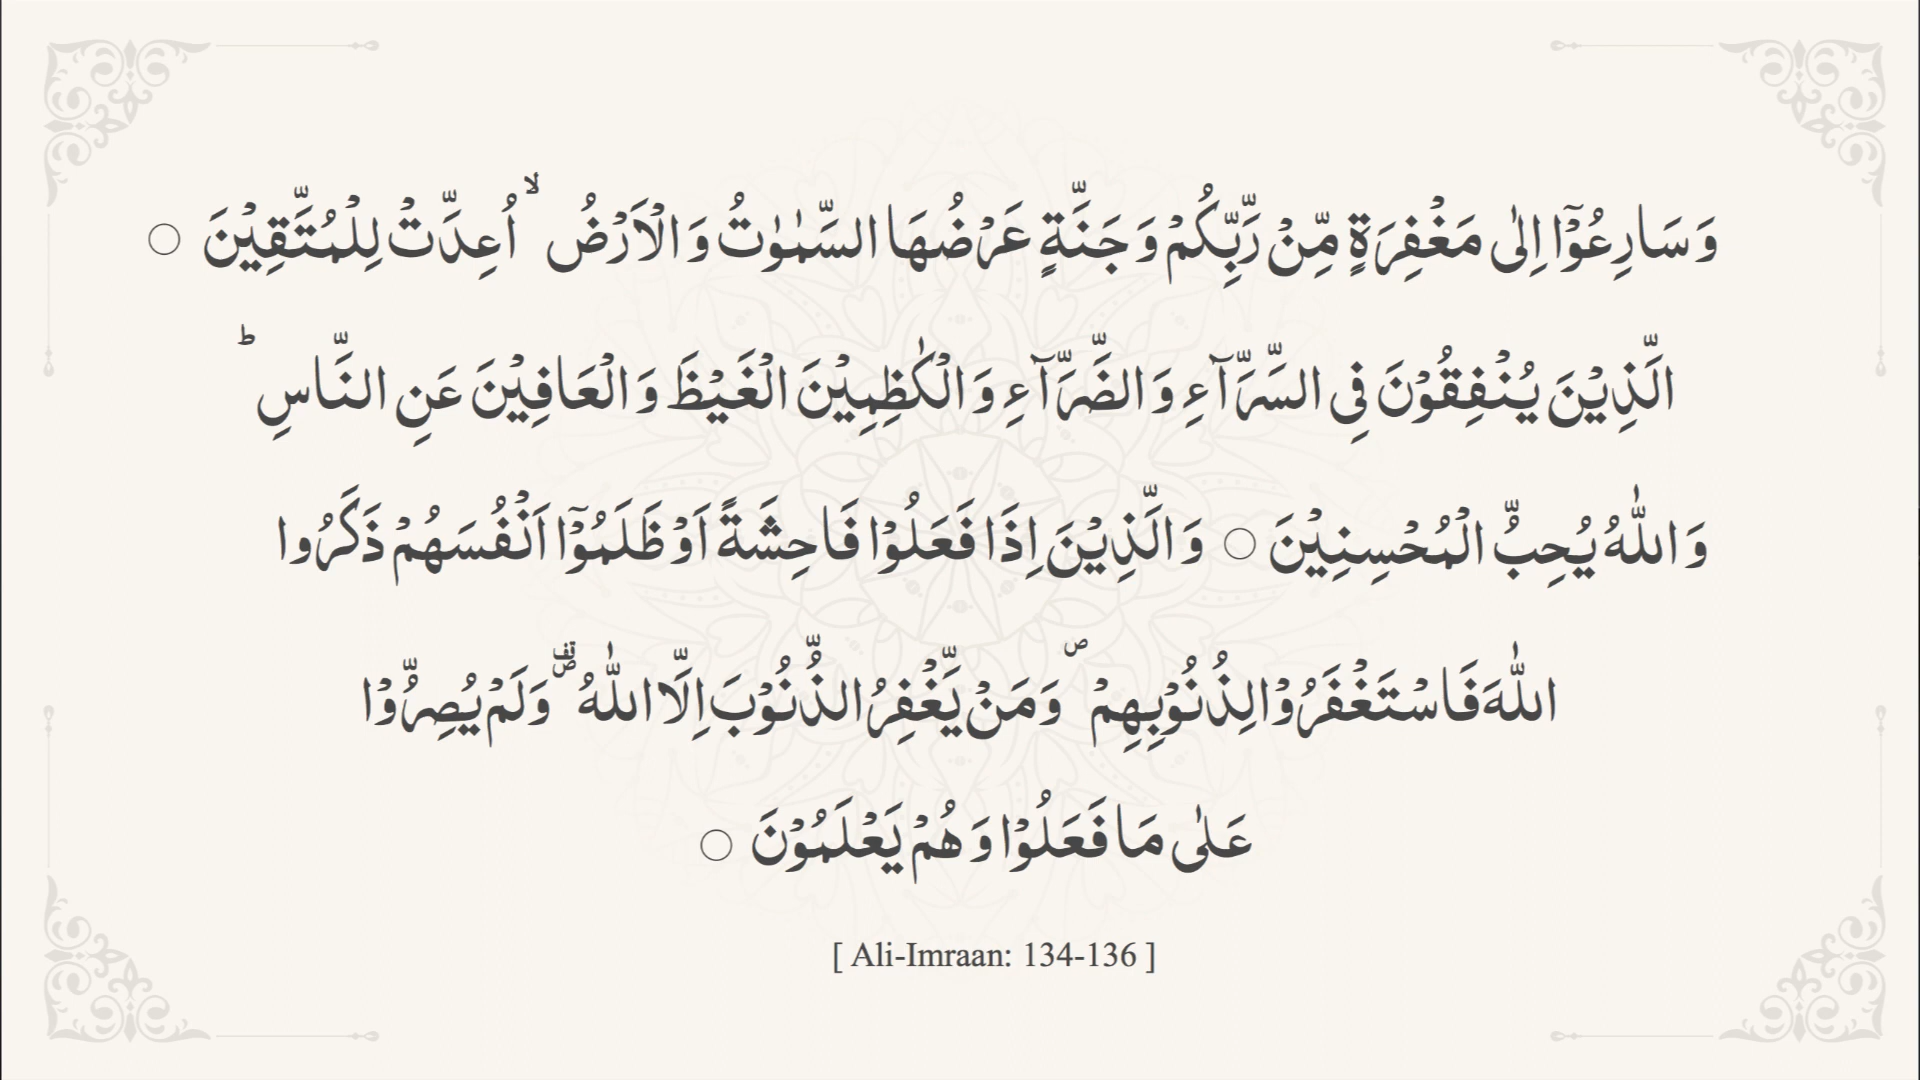 وَسَارِعُوْۤا اِلٰى مَغْفِرَةٍ مِّنْ رَّبِّكُمْ وَجَنَّةٍ عَرْضُهَا السَّمٰوٰتُ وَالْاَرْضُ ۙ اُعِدَّتْ لِلْمُتَّقِيْنَ ○
الَّذِيْنَ يُنْفِقُوْنَ فِى السَّرَّآءِ وَالضَّرَّآءِ وَالْكٰظِمِيْنَ الْغَيْظَ وَالْعَافِيْنَ عَنِ النَّاسِ ؕ
وَاللّٰهُ يُحِبُّ الْمُحْسِنِيْنَ ○ وَالَّذِيْنَ اِذَا فَعَلُوْا فَاحِشَةً اَوْ ظَلَمُوْۤا اَنْفُسَهُمْ ذَكَرُوا
اللّٰهَ فَاسْتَغْفَرُوْا لِذُنُوْبِهِمْ ۪ وَمَنْ يَّغْفِرُ الذُّنُوْبَ اِلَّا اللّٰهُ ۪۫ وَلَمْ يُصِرُّوْا
عَلٰى مَا فَعَلُوْا وَهُمْ يَعْلَمُوْنَ ○
[ Ali-Imraan: 134-136 ]